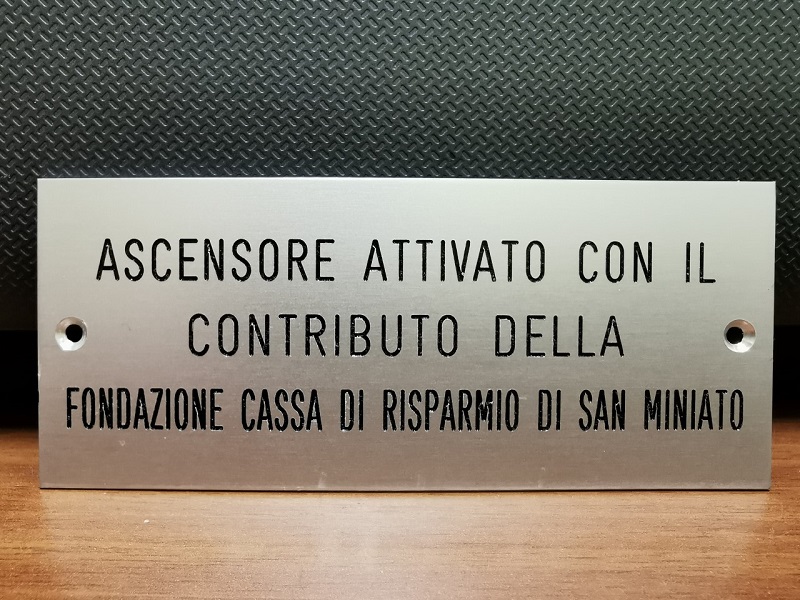 ASCENSORE ATTIVATO CON IL
CONTRIBUTO DELLA
FONDAZIONE CASSA DI RISPARMIO DI SAN MINIATO